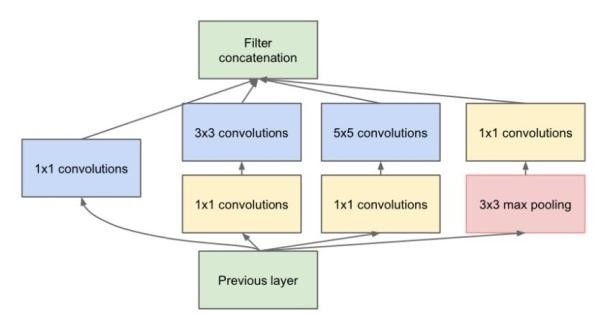 Filter
concatenation
3x3 convolutions
5x5 convolutions
1x1 convolutions
1x1 convolutions
1x1 convolutions
1x1 convolutions
3x3 max pooling
Previous layer